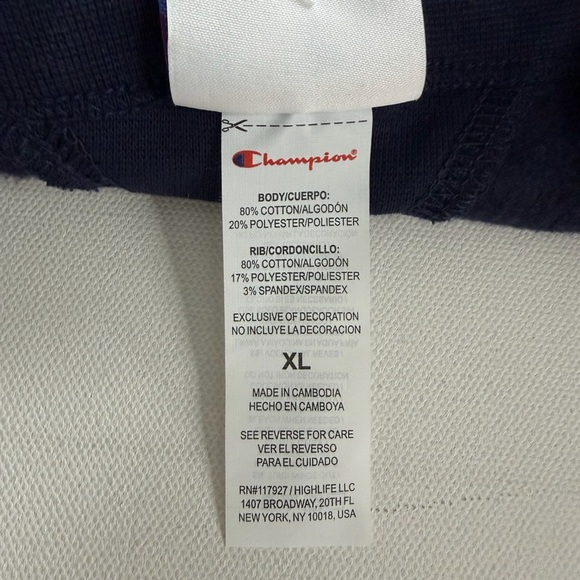 Champion
BODY/CUERPO:
80% COTTON/ALGODÓN
20% POLYESTER/POLIESTER
RIB/CORDONCILLO:
80% COTTON/ALGODÓN
17% POLYESTER/POLIESTER
3% SPANDEX/SPANDEX
EXCLUSIVE OF DECORATION
NO INCLUYE LA DECORACION
XL
MADE IN CAMBODIA
HECHO EN CAMBOYA
SEE REVERSE FOR CARE
VER EL REVERSO
PARA EL CUIDADO
RN#117927 / HIGHLIFE LLC
1407 BROADWAY, 20TH FL
NEW YORK, NY 10018, USA